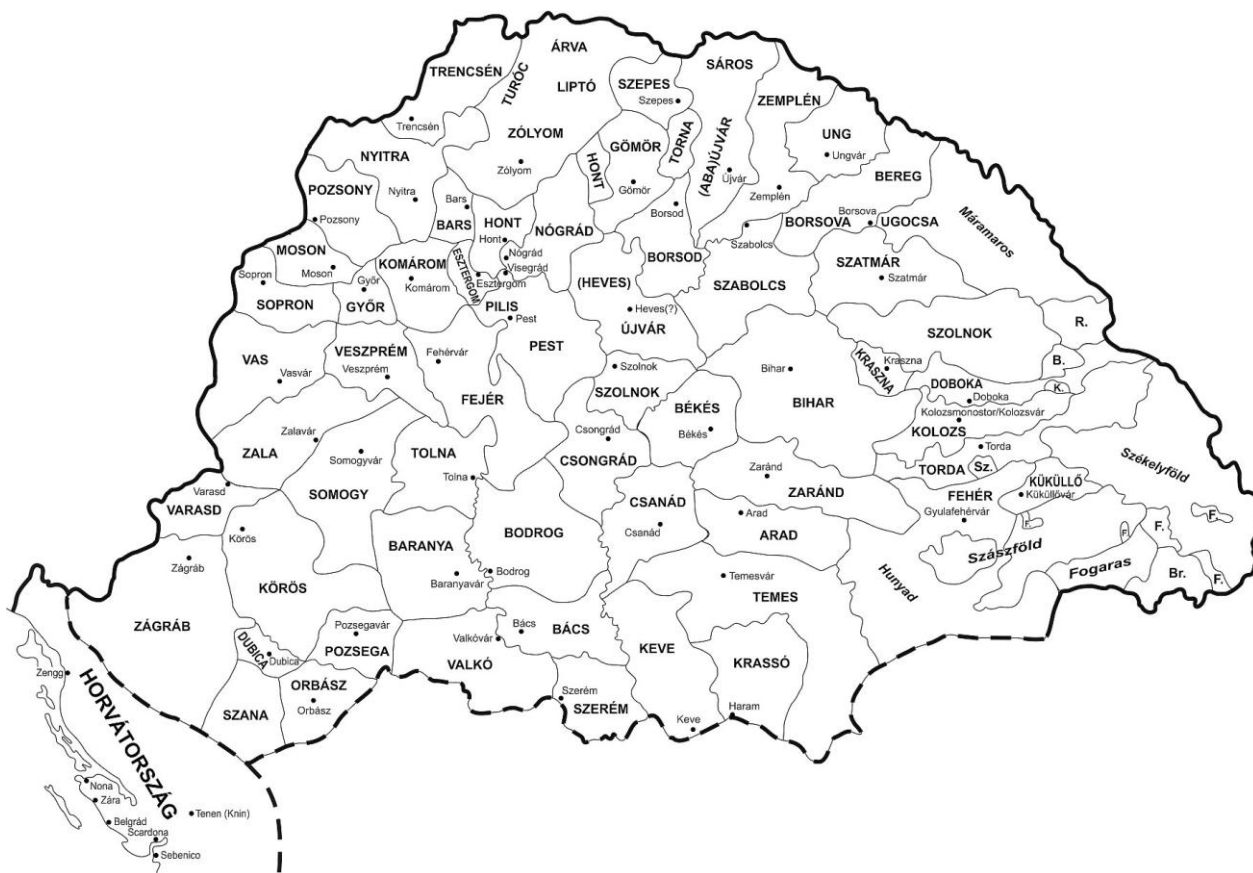 ÁRVA
SÁROS
TRENCSÉN
TURÓC
LIPTÓ
SZEPES
Szepes
ZEMPLÉN
Trencsén
ZÓLYOM
Zólyom
GÖMÖR
Gömör
TORNA
HONT
(ABA)ÚJVÁR
Újvár
UNG
Ungvár
NYITRA
Nyitra
BEREG
POZSONY
Pozsony
Bars
BARS
HONT
Hont
NÓGRÁD
Nógrád
Visegrád
Borsod
BORSOD
Zemplén
Szabolcs
BORSOVA
Borsova
UGOCSA
Máramaros
MOSON
Moson
Sopron
SOPRON
Győr
GYŐR
KOMÁROM
Komárom
ESZTERGOM
Esztergom
PILIS
Pest
(HEVES)
Heves(?)
ÚJVÁR
SZABOLCS
SZATMÁR
Szatmár
VAS
Vasvár
VESZPRÉM
Veszprém
Fehérvár
FEJÉR
PEST
Szolnok
SZOLNOK
BÉKÉS
Békés
Bihar
BIHAR
KRASZNA
Kraszna
SZOLNOK
R.
B.
K.
DOBOKA
Doboka
Kolozsmonostor/Kolozsvár
KOLOZS
Torda
TORDA
Sz.
Székelyföld
Zalavár
ZALA
Somogyvár
SOMOGY
TOLNA
Tolna
Csongrád
CSONGRÁD
CSANÁD
Csanád
Zaránd
ZARÁND
Arad
ARAD
FEHÉR
Gyulafehérvár
KÜKÜLLŐ
Küküllővár
F.
F.
F.
F.
F.
Szászföld
Fogaras
Br.
Hunyad
Varasd
VARASD
Kőrös
KÖRÖS
Zágráb
ZÁGRÁB
BARANYA
Baranyavár
BODROG
Bodrog
Temesvár
TEMES
DUBICA
Dubica
Pozsegavár
POZSEGA
Valkóvár
VALKÓ
Bács
BÁCS
KEVE
Keve
KRASSÓ
Haram
SZANA
ORBÁSZ
Orbász
Szerém
SZERÉM
Zengg
HORVÁTORSZÁG
Nona
Zára
Belgrád
Tenen (Knin)
Scardona
Sebenico